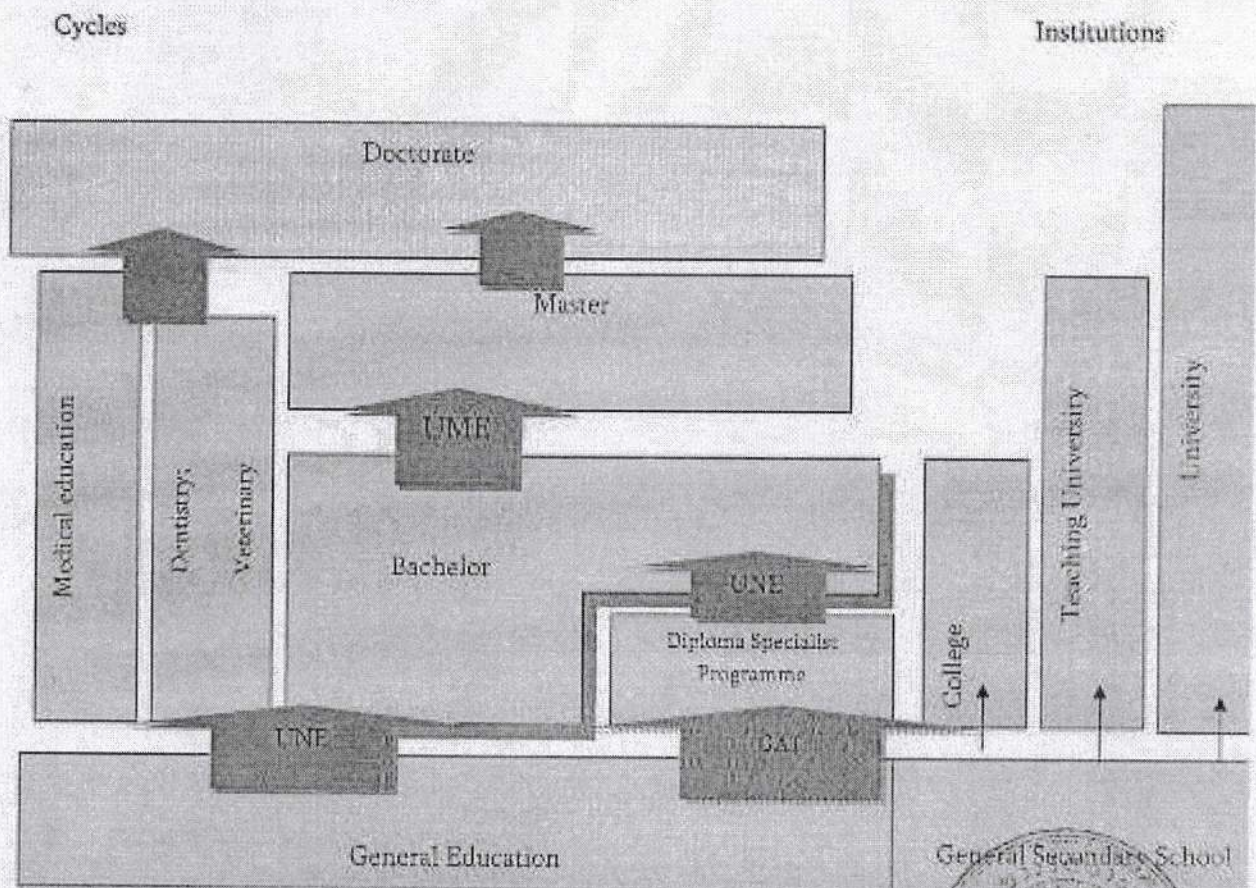 Cycles
Institutions
Doctorate
Master
UME
Medical education
Dentistry;
Veterinary
Bachelor
UNE
Diploma Specialist
Programme
College
Teaching University
University
UNE
General Education
General Secondary School